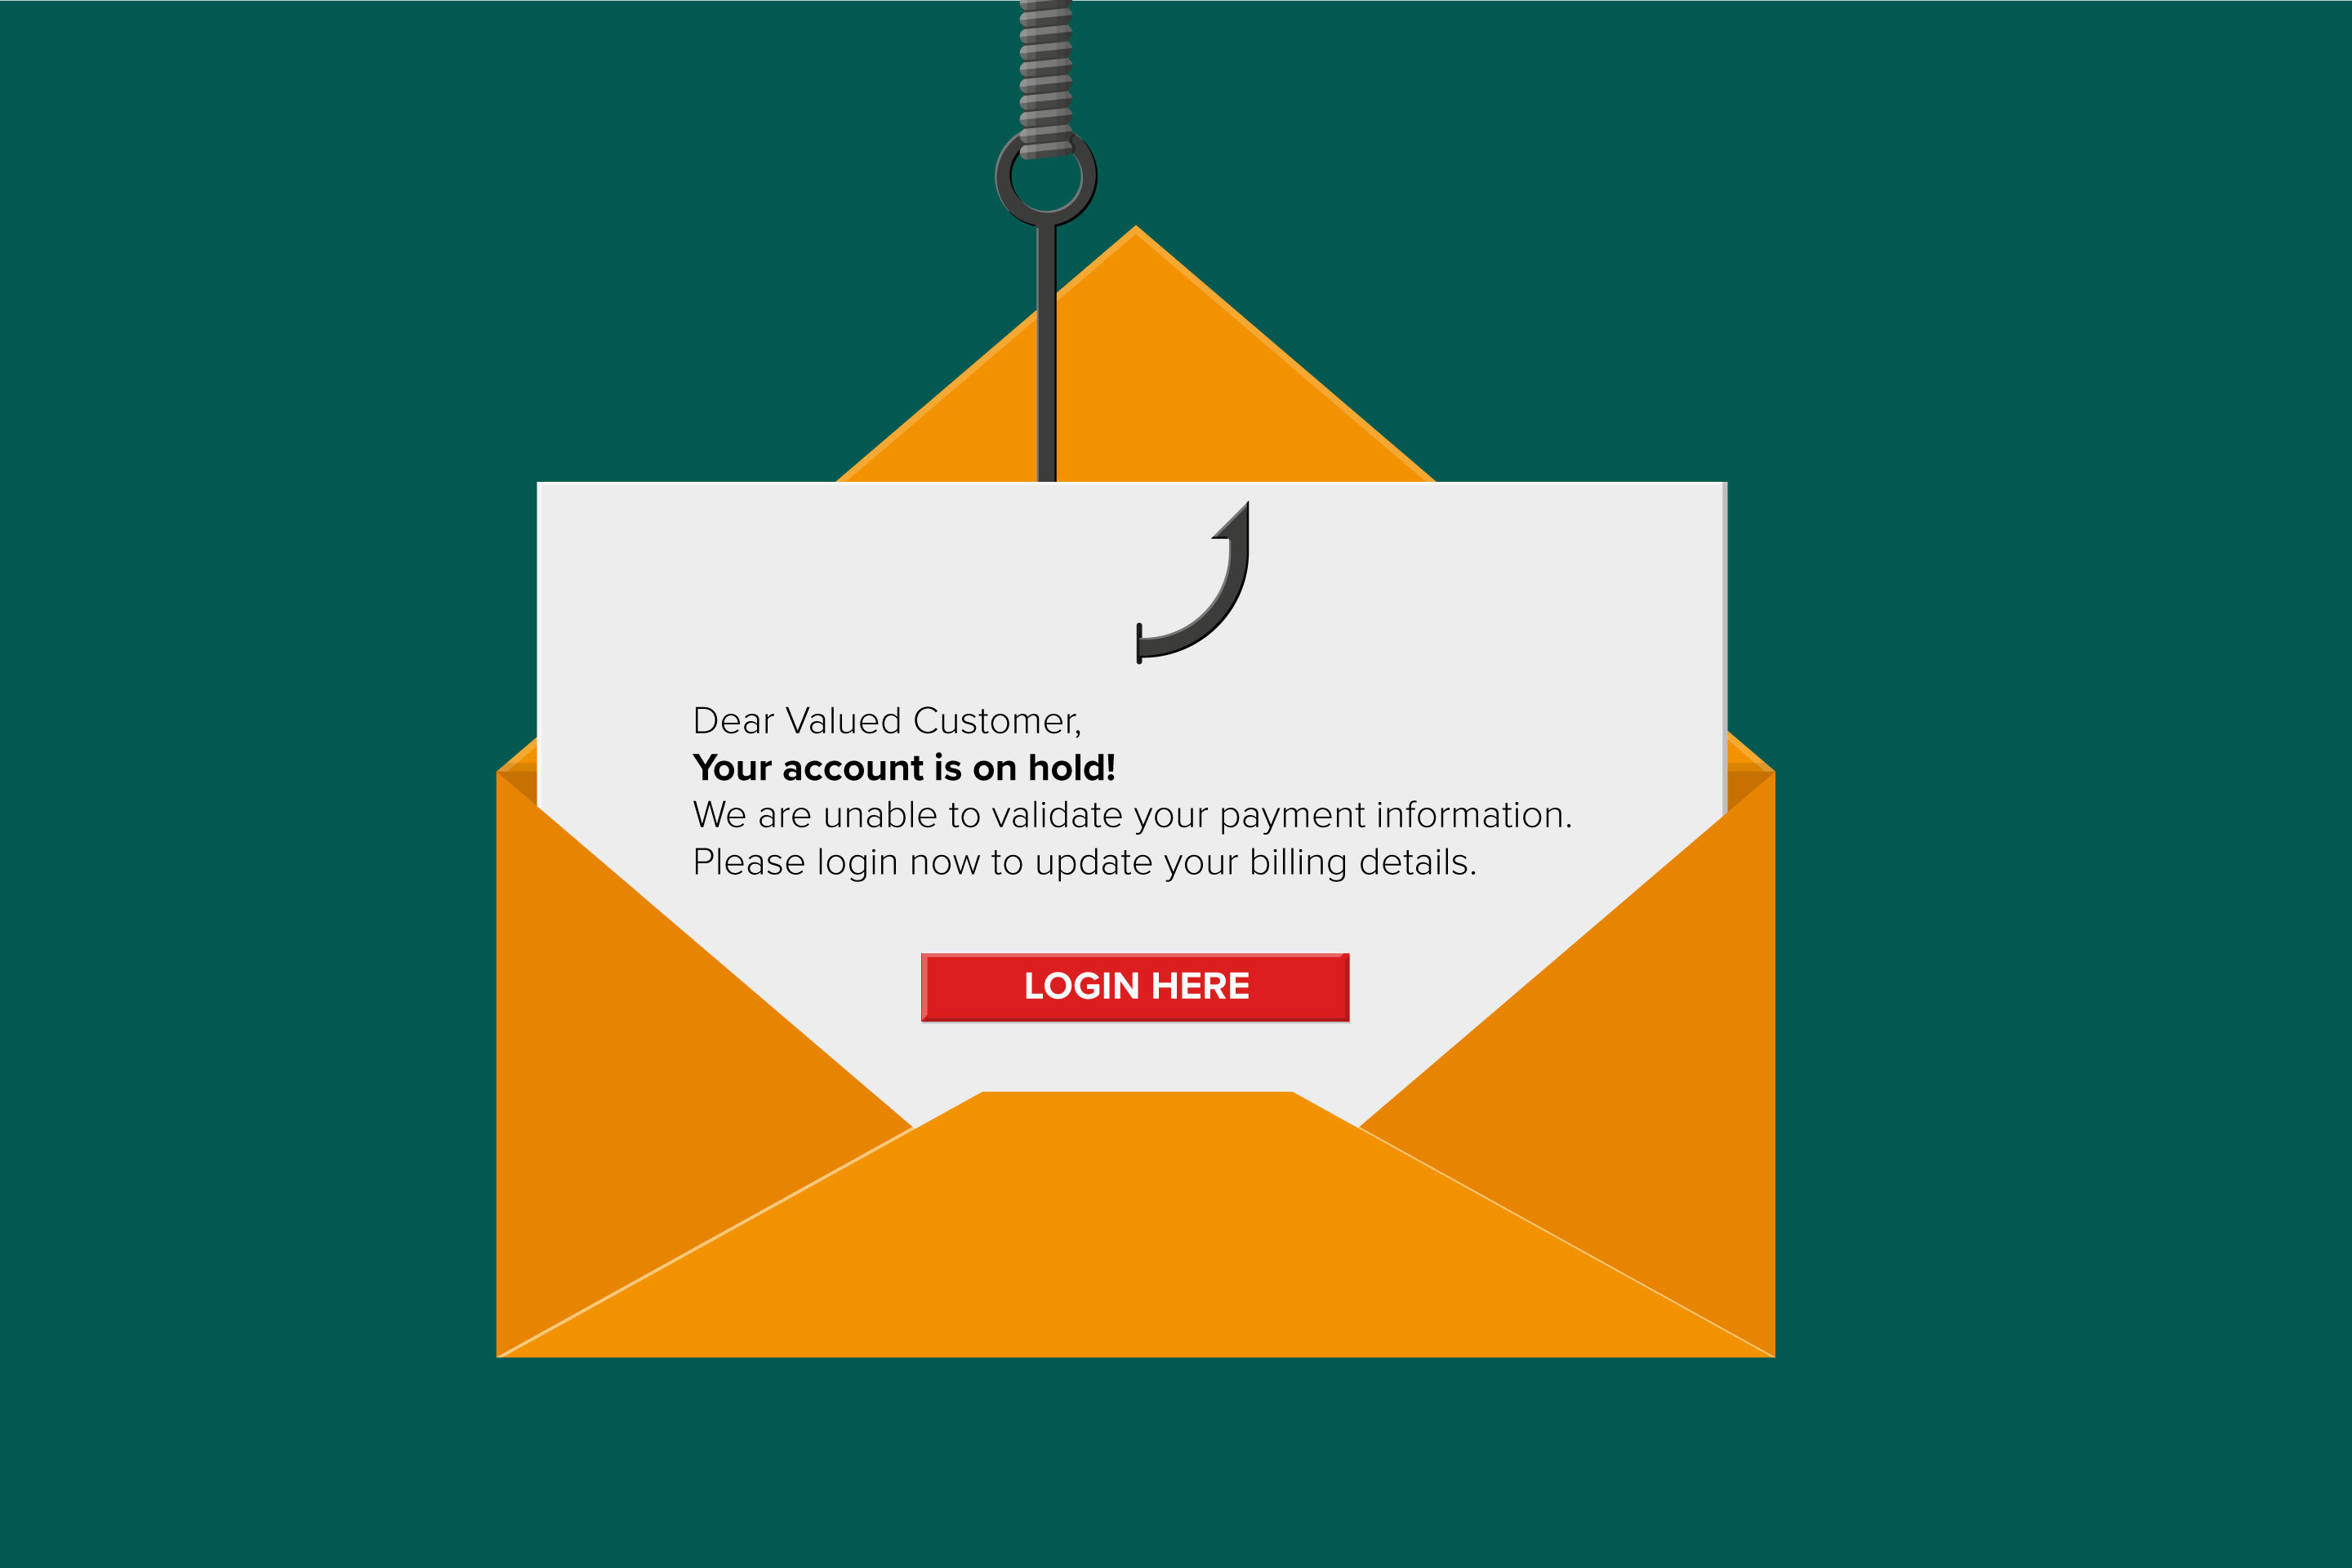 Dear Valued Customer,
Your account is on hold!
We are unable to validate your payment information.
Please login now to update your billing details.
LOGIN HERE